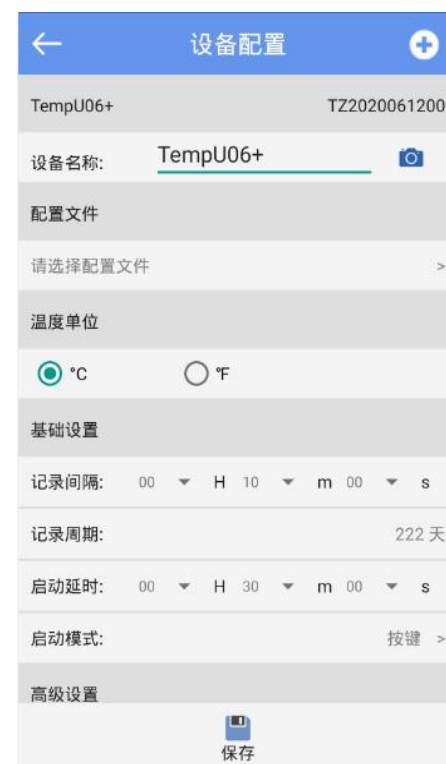 设备配置
TempU06+ TZ2020061200
设备名称: TempU06+
配置文件
请选择配置文件 >
温度单位
℃ ℉
基础设置
记录间隔: 00 H 10 m 00 s
记录周期: 222 天
启动延时: 00 H 30 m 00 s
启动模式: 按键 >
高级设置
保存